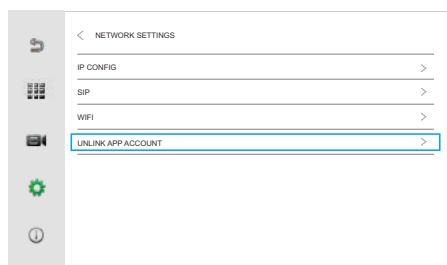 NETWORK SETTINGS
IP CONFIG
SIP
WIFI
UNLINK APP ACCOUNT